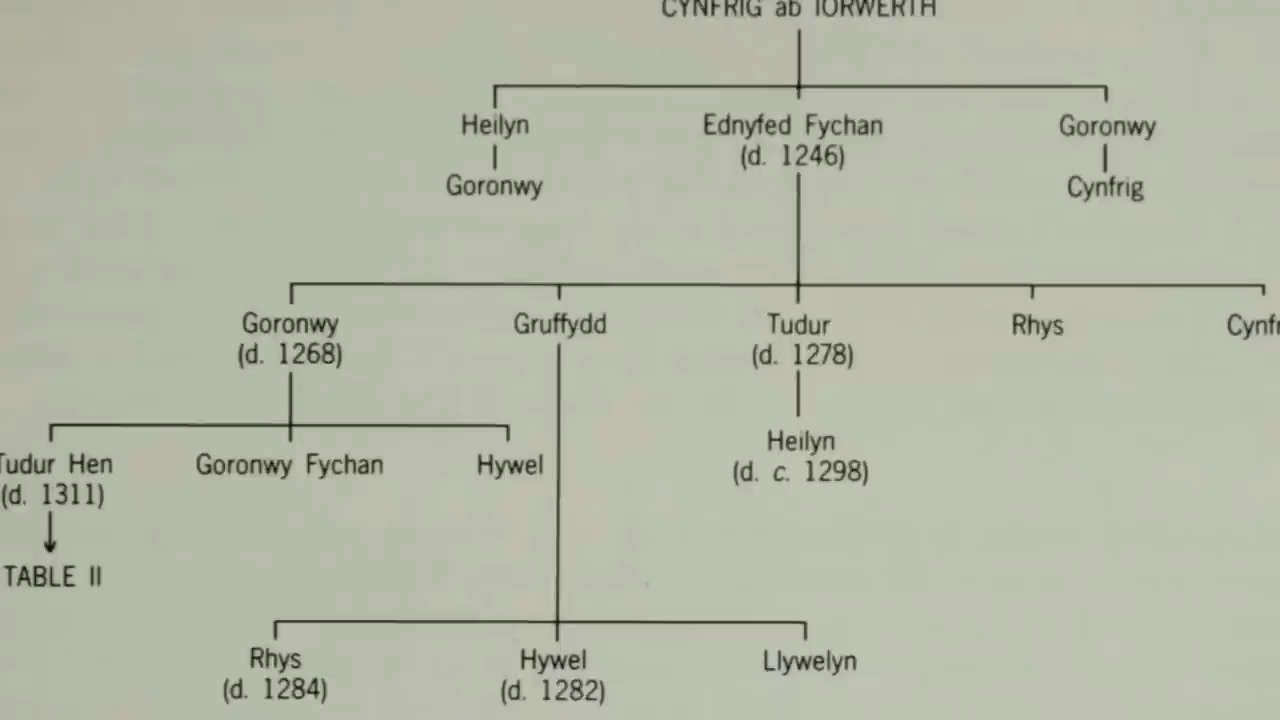 CYNFRIG ab IORWERTH
Heilyn Ednyfed Fychan Goronwy
(d. 1246)
Goronwy Cynfrig
Goronwy Gruffydd Tudur Rhys
(d. 1268) (d. 1278)
Heilyn
Tudur Hen Goronwy Fychan Hywel
(d. c. 1298)
(d. 1311)
TABLE II
Rhys Hywel Llywelyn
(d. 1284) (d. 1282)